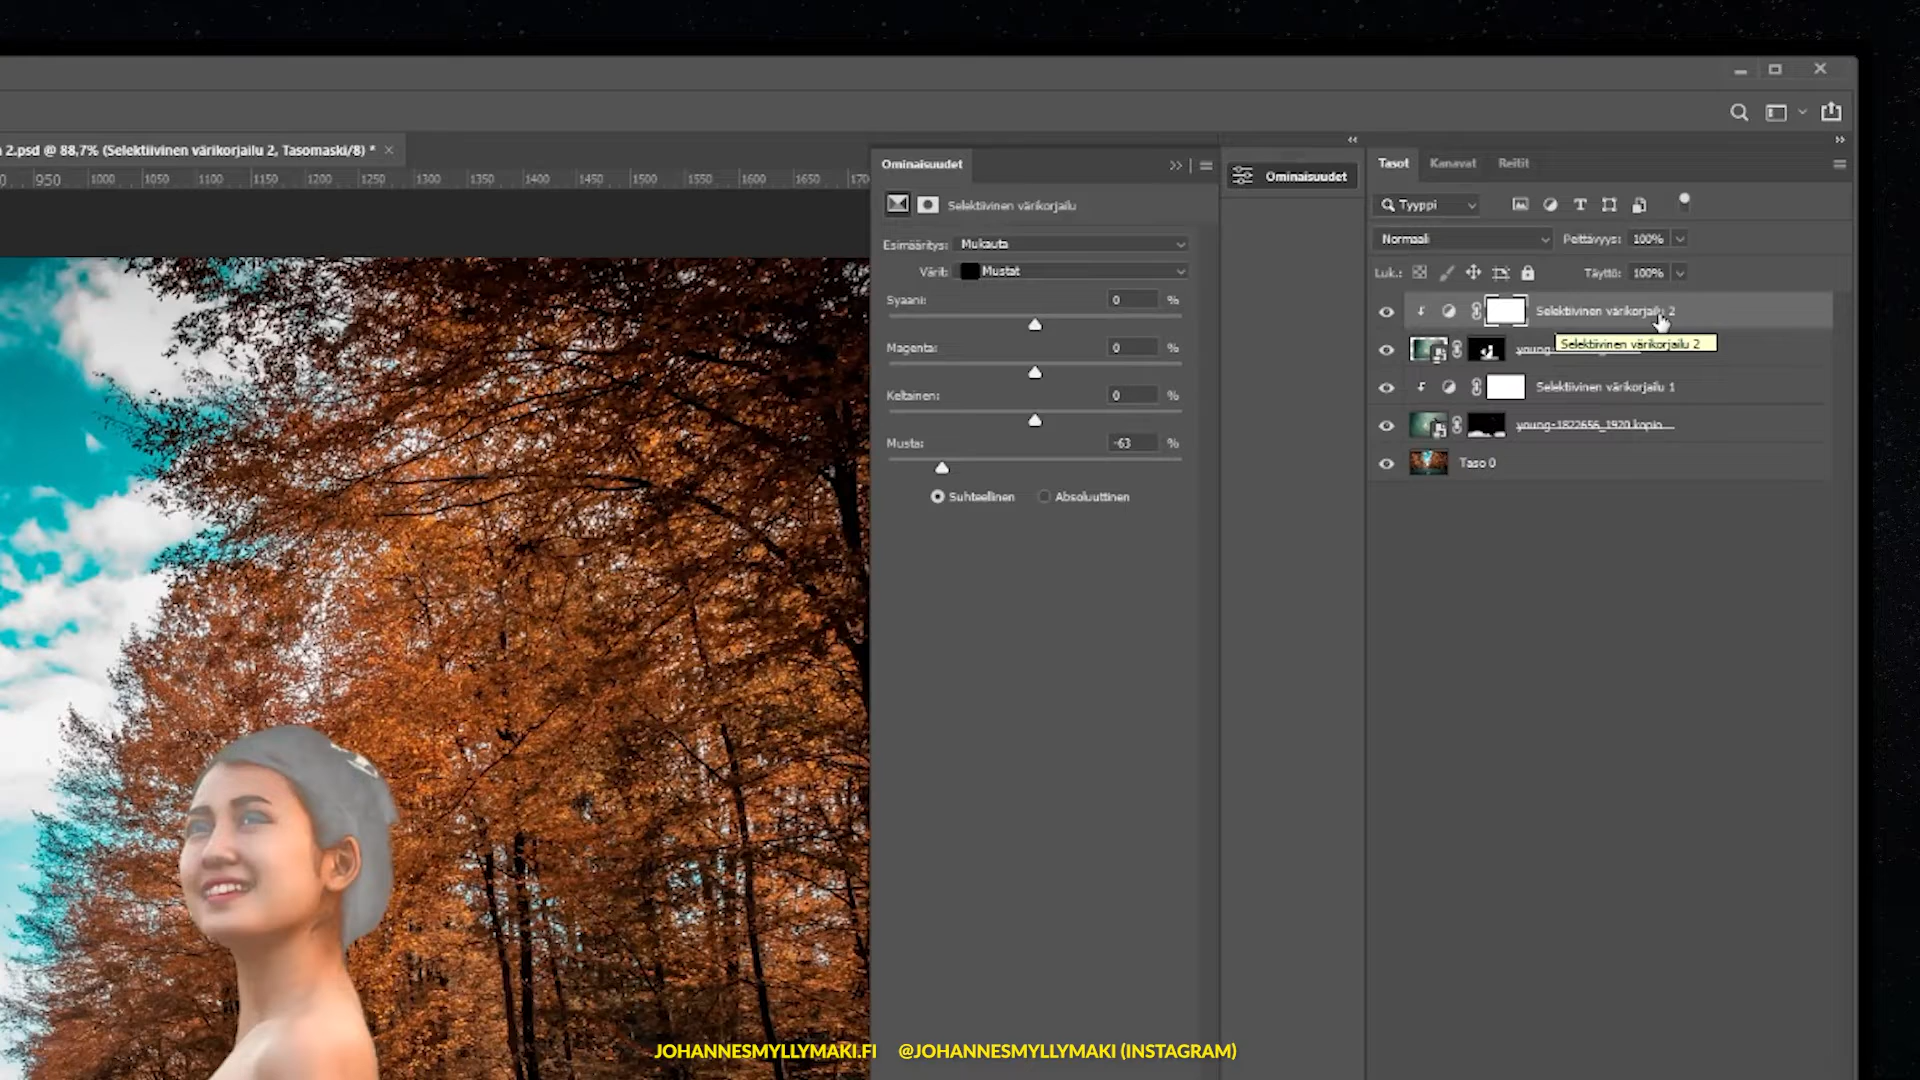 2.psd @ 88,7% (Selektiivinen värikorjailu 2, Tasomaski/8) *
950 1000 1050 1100 1150 1200 1250 1300 1350 1400 1450 1500 1550 1600 1650
Ominaisuudet
Selektiivinen värikorjailu
Esimääritys: Mukauta
Värit: Mustat
Syaani: 0 %
Magenta: 0 %
Keltainen: 0 %
Musta: -63 %
Suhteellinen Absoluuttinen
Ominaisuudet
Tasot Kanavat Reitit
Tyyppi
Normaali Peittävyys: 100%
Luk.: Täyttö: 100%
Selektiivinen värikorjailu 2
Selektiivinen värikorjailu 2
young-
Selektiivinen värikorjailu 1
young-1822656_1920 kopio
Taso 0
JOHANNESMYLLYMAKI.FI @JOHANNESMYLLYMAKI (INSTAGRAM)